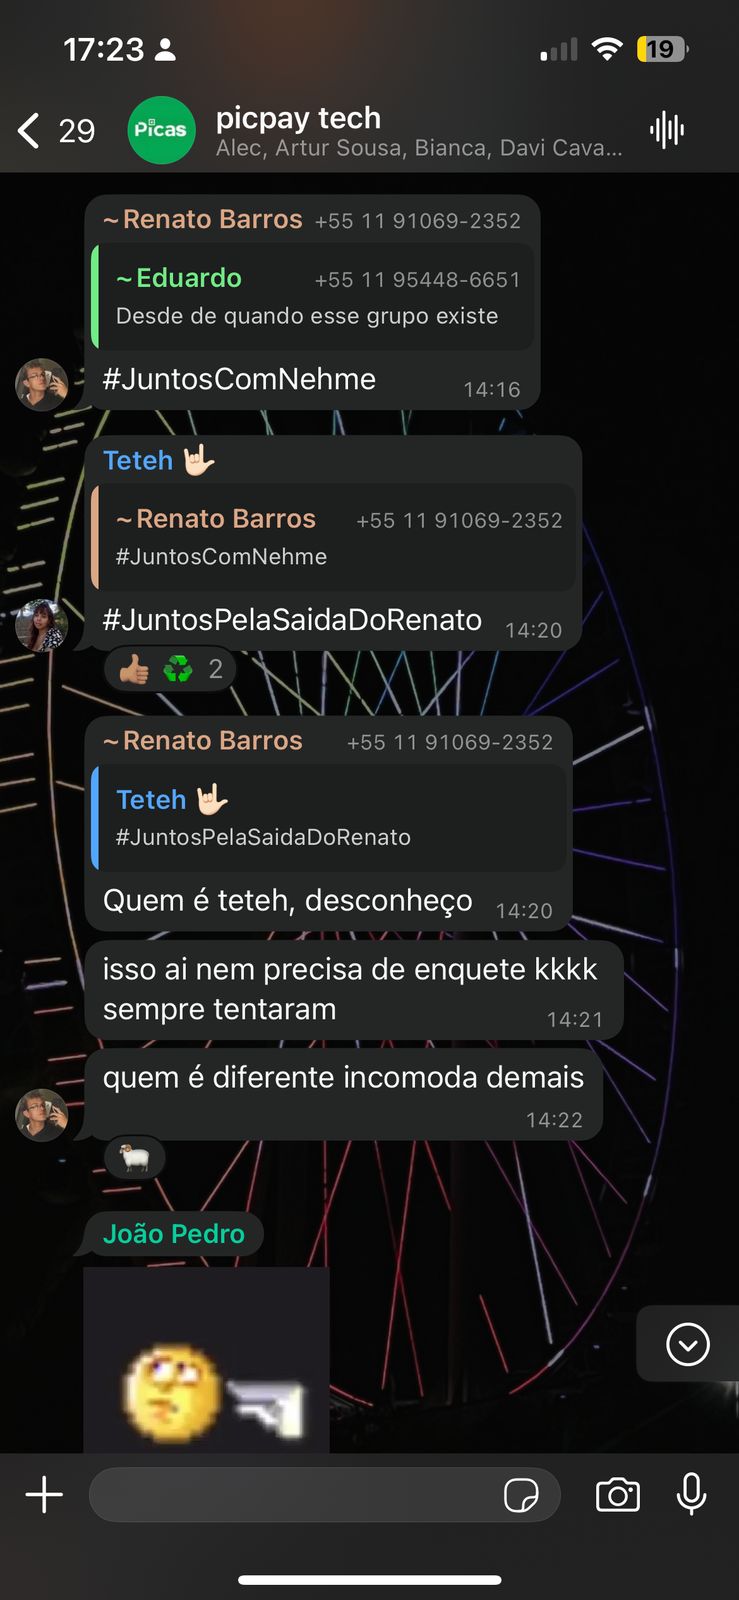 17:23
19
29
Picas
picpay tech
Alec, Artur Sousa, Bianca, Davi Cava...
~Renato Barros +55 11 91069-2352
~Eduardo +55 11 95448-6651
Desde de quando esse grupo existe
#JuntosComNehme
14:16
Teteh 🤟🏻
~Renato Barros +55 11 91069-2352
#JuntosComNehme
#JuntosPelaSaidaDoRenato
14:20
👍🏽 ♻️ 2
~Renato Barros +55 11 91069-2352
Teteh 🤟🏻
#JuntosPelaSaidaDoRenato
Quem é teteh, desconheço
14:20
isso ai nem precisa de enquete kkkk
sempre tentaram
14:21
quem é diferente incomoda demais
14:22
🐏
João Pedro